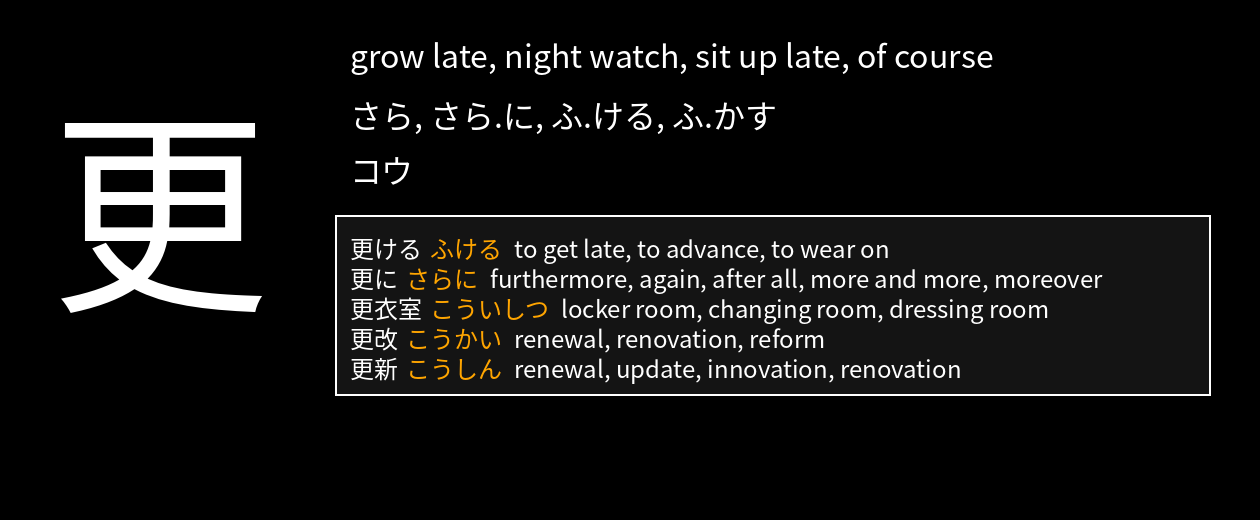 更
grow late, night watch, sit up late, of course
さら, さら.に, ふ.ける, ふ.かす
コウ
更ける ふける to get late, to advance, to wear on
更に さらに furthermore, again, after all, more and more, moreover
更衣室 こういしつ locker room, changing room, dressing room
更改 こうかい renewal, renovation, reform
更新 こうしん renewal, update, innovation, renovation